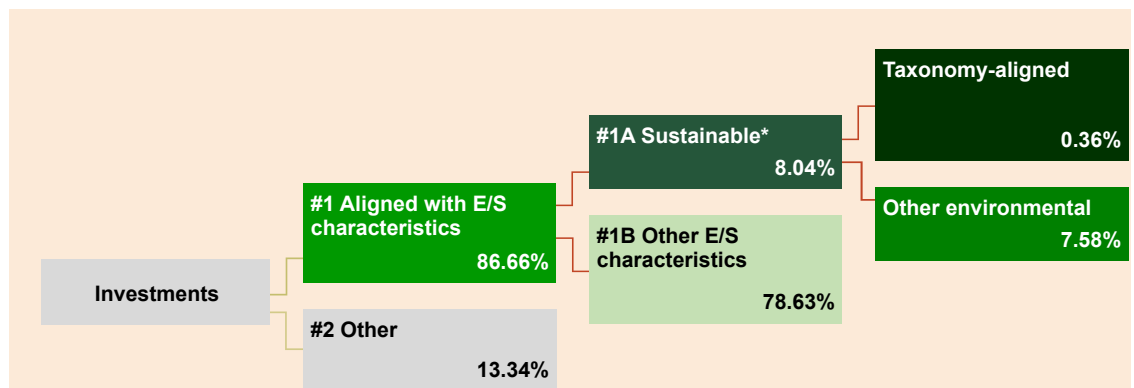 Investments
#1 Aligned with E/S
characteristics
86.66%
#2 Other
13.34%
#1A Sustainable*
8.04%
#1B Other E/S
characteristics
78.63%
Taxonomy-aligned
0.36%
Other environmental
7.58%